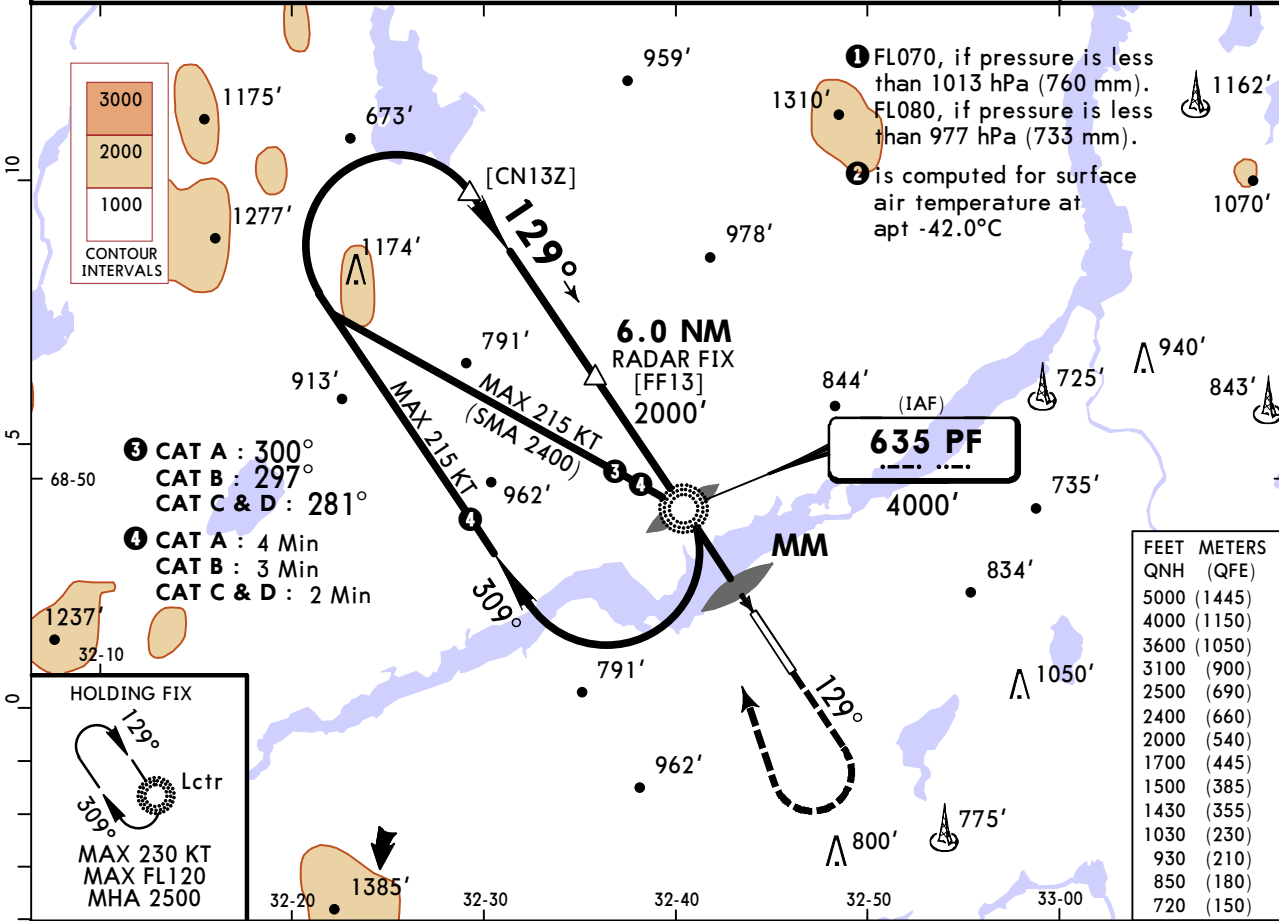 959'
❶ FL070, if pressure is less
than 1013 hPa (760 mm).
FL080, if pressure is less
than 977 hPa (733 mm).
❷ is computed for surface
air temperature at
apt -42.0°C
1162'
1310'
1070'
3000
2000
1000
CONTOUR
INTERVALS
1175'
673'
1277'
[CN13Z]
129°
978'
1174'
10
6.0 NM
RADAR FIX
[FF13]
2000'
791'
913'
MAX 215 KT
(SMA 2400)
MAX 215 KT
844'
(IAF)
635 PF
4000'
725'
940'
843'
5
68-50
❸ CAT A : 300°
CAT B : 297°
CAT C & D : 281°
❹ CAT A : 4 Min
CAT B : 3 Min
CAT C & D : 2 Min
❸
❹
❹
962'
309°
MM
735'
834'
1237'
32-10
791'
129°
1050'
0
HOLDING FIX
129°
309°
Lctr
MAX 230 KT
MAX FL120
MHA 2500
962'
800'
775'
1385'
32-20
32-30
32-40
32-50
33-00
FEET METERS
QNH (QFE)
5000 (1445)
4000 (1150)
3600 (1050)
3100 (900)
2500 (690)
2400 (660)
2000 (540)
1700 (445)
1500 (385)
1430 (355)
1030 (230)
930 (210)
850 (180)
720 (150)